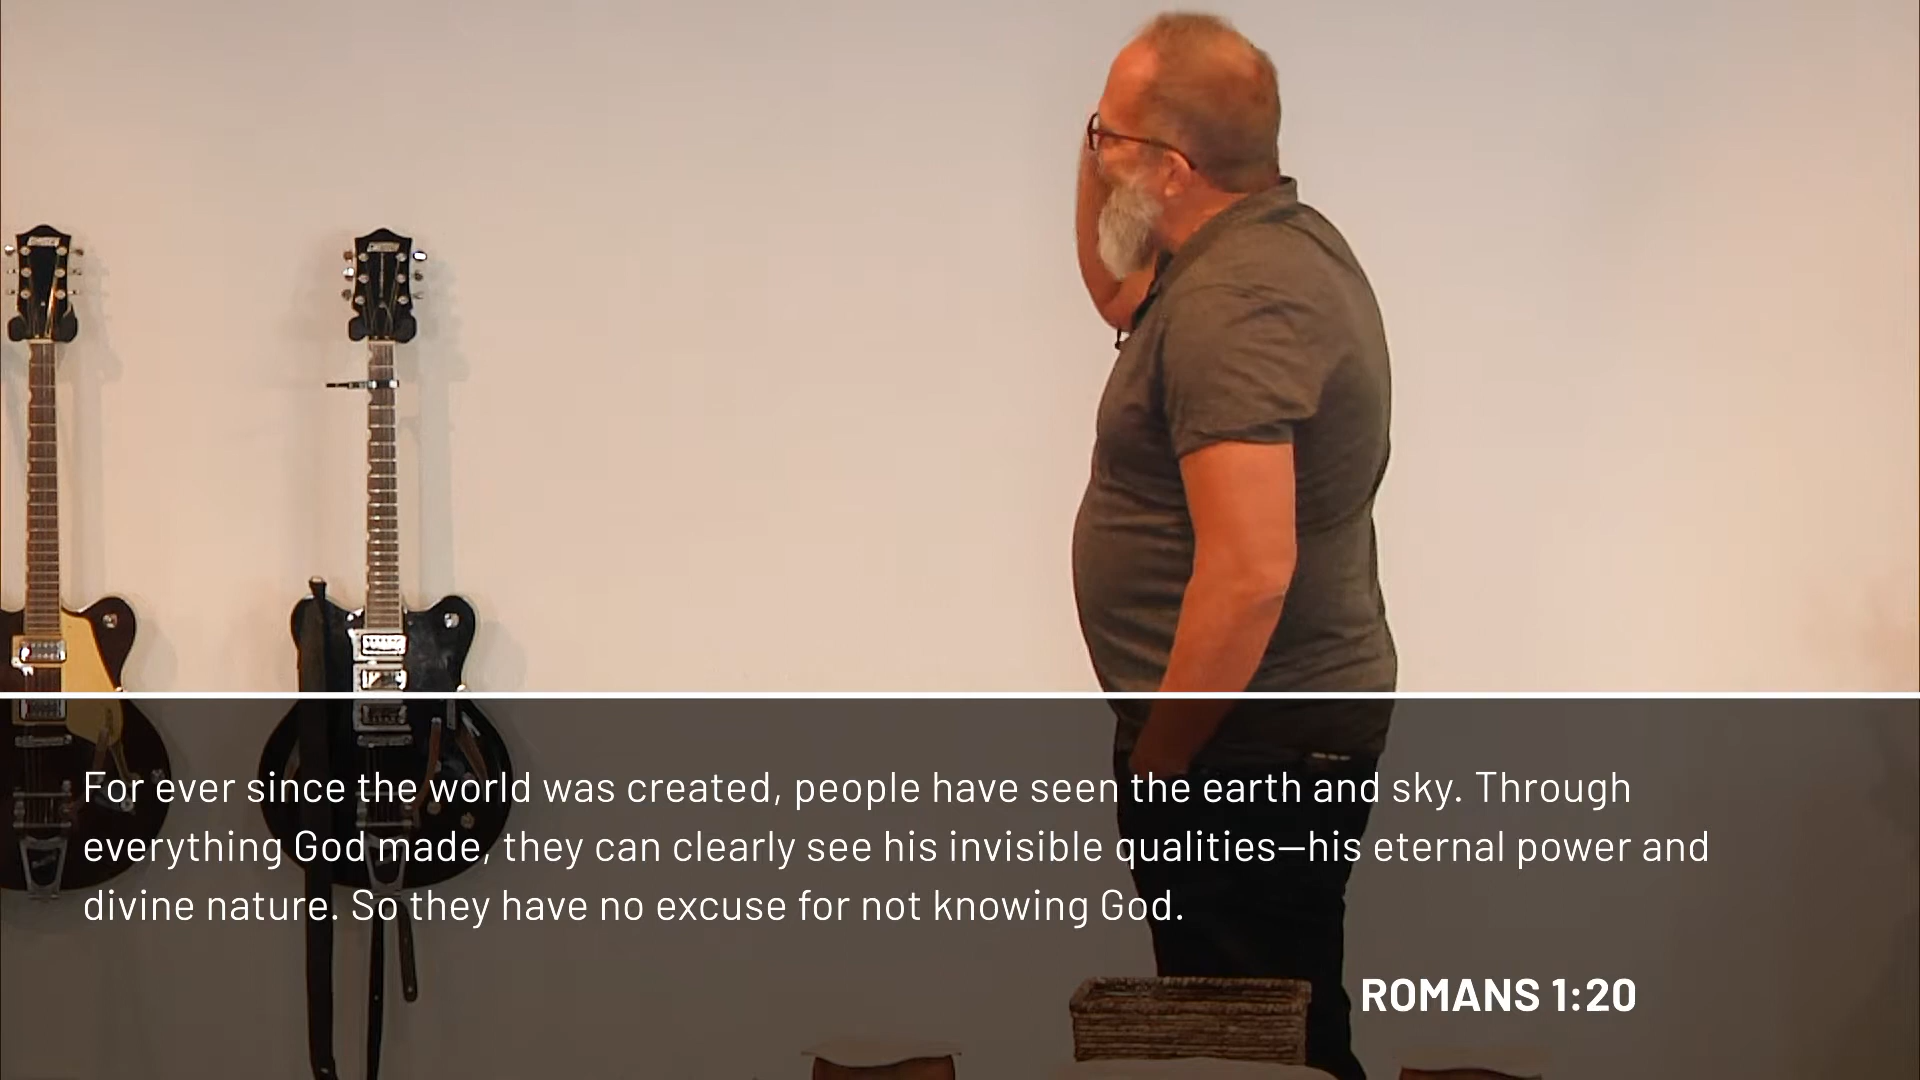 For ever since the world was created, people have seen the earth and sky. Through
everything God made, they can clearly see his invisible qualities—his eternal power and
divine nature. So they have no excuse for not knowing God.
ROMANS 1:20